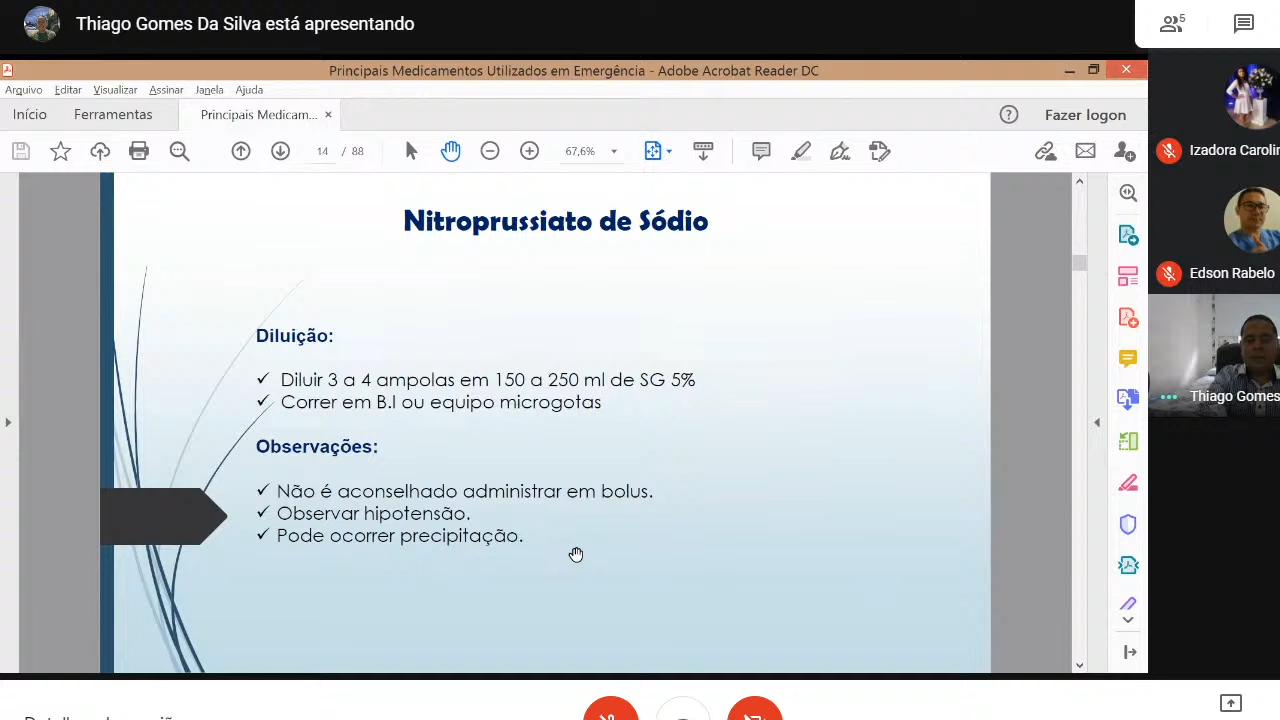 Thiago Gomes Da Silva está apresentando
5
Principais Medicamentos Utilizados em Emergência - Adobe Acrobat Reader DC
Arquivo Editar Visualizar Assinar Janela Ajuda
Início Ferramentas Principais Medicam... × Fazer logon
14 / 88 67,6%
Nitroprussiato de Sódio
Diluição:
✓ Diluir 3 a 4 ampolas em 150 a 250 ml de SG 5%
✓ Correr em B.I ou equipo microgotas
Observações:
✓ Não é aconselhado administrar em bolus.
✓ Observar hipotensão.
✓ Pode ocorrer precipitação.
Izadora Carolin
Edson Rabelo
Thiago Gomes